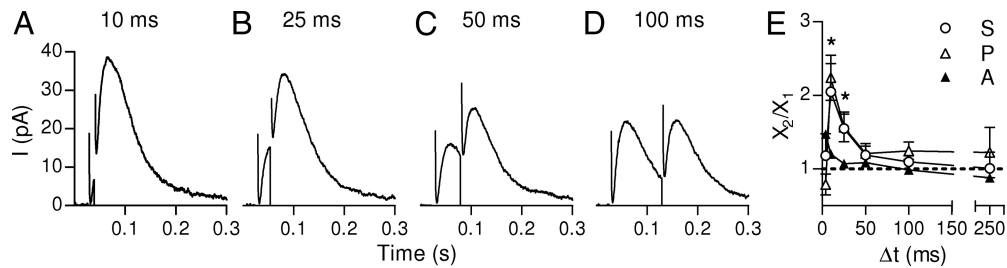 A 10 ms
B 25 ms
C 50 ms
D 100 ms
E
I (pA)
40
30
20
10
0
0.1 0.2 0.3
0.1 0.2 0.3
0.1 0.2 0.3
0.1 0.2 0.3
Time (s)
X2/X1
3
2
1
* *
S
P
A
0 50 100 150 250
Δt (ms)